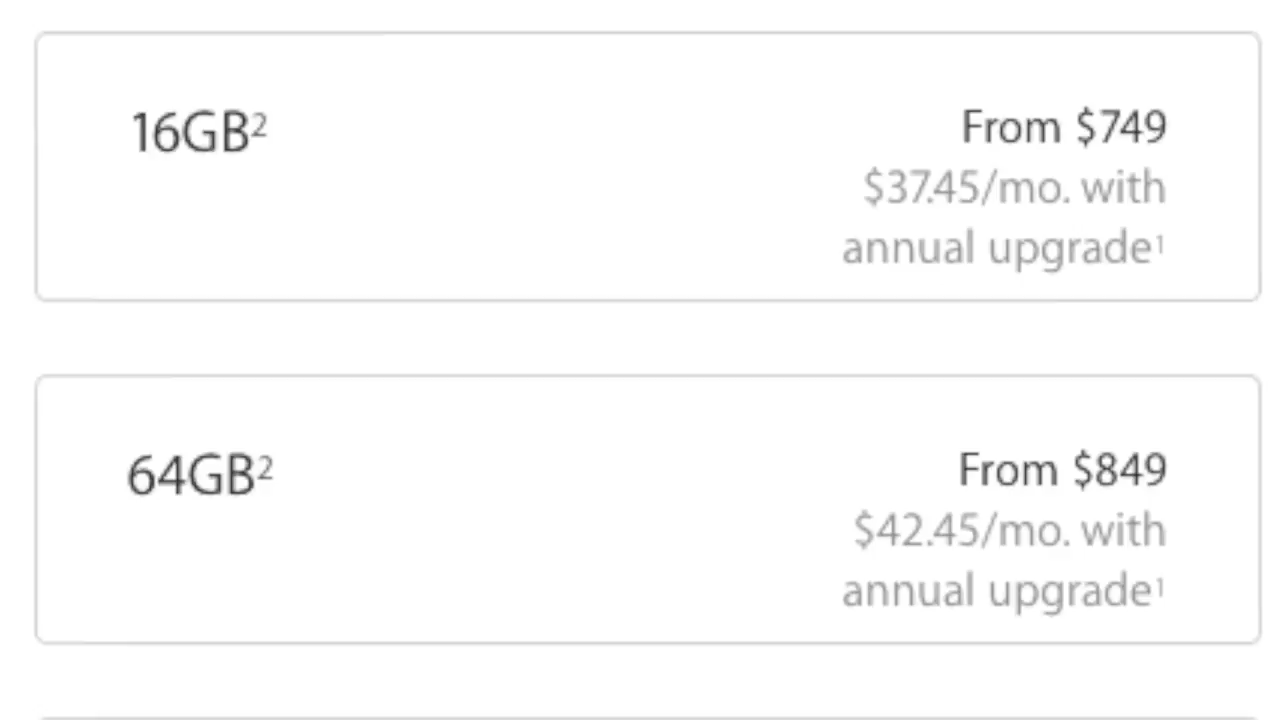 16GB² From $749
$37.45/mo. with
annual upgrade¹
64GB² From $849
$42.45/mo. with
annual upgrade¹